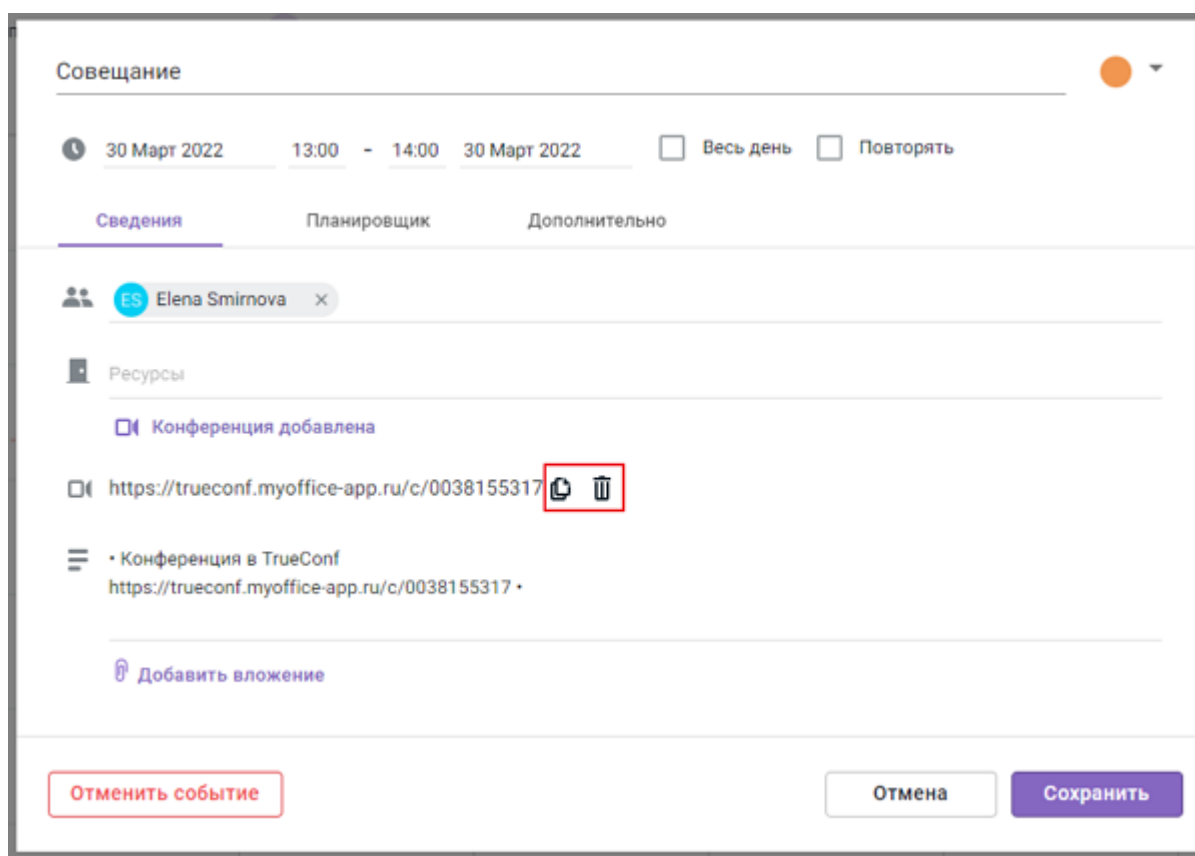 Совещание
30 Март 2022 13:00 - 14:00 30 Март 2022 Весь день Повторять
Сведения Планировщик Дополнительно
ES Elena Smirnova ×
Ресурсы
Конференция добавлена
https://trueconf.myoffice-app.ru/c/0038155317
• Конференция в TrueConf
https://trueconf.myoffice-app.ru/c/0038155317 •
Добавить вложение
Отменить событие Отмена Сохранить